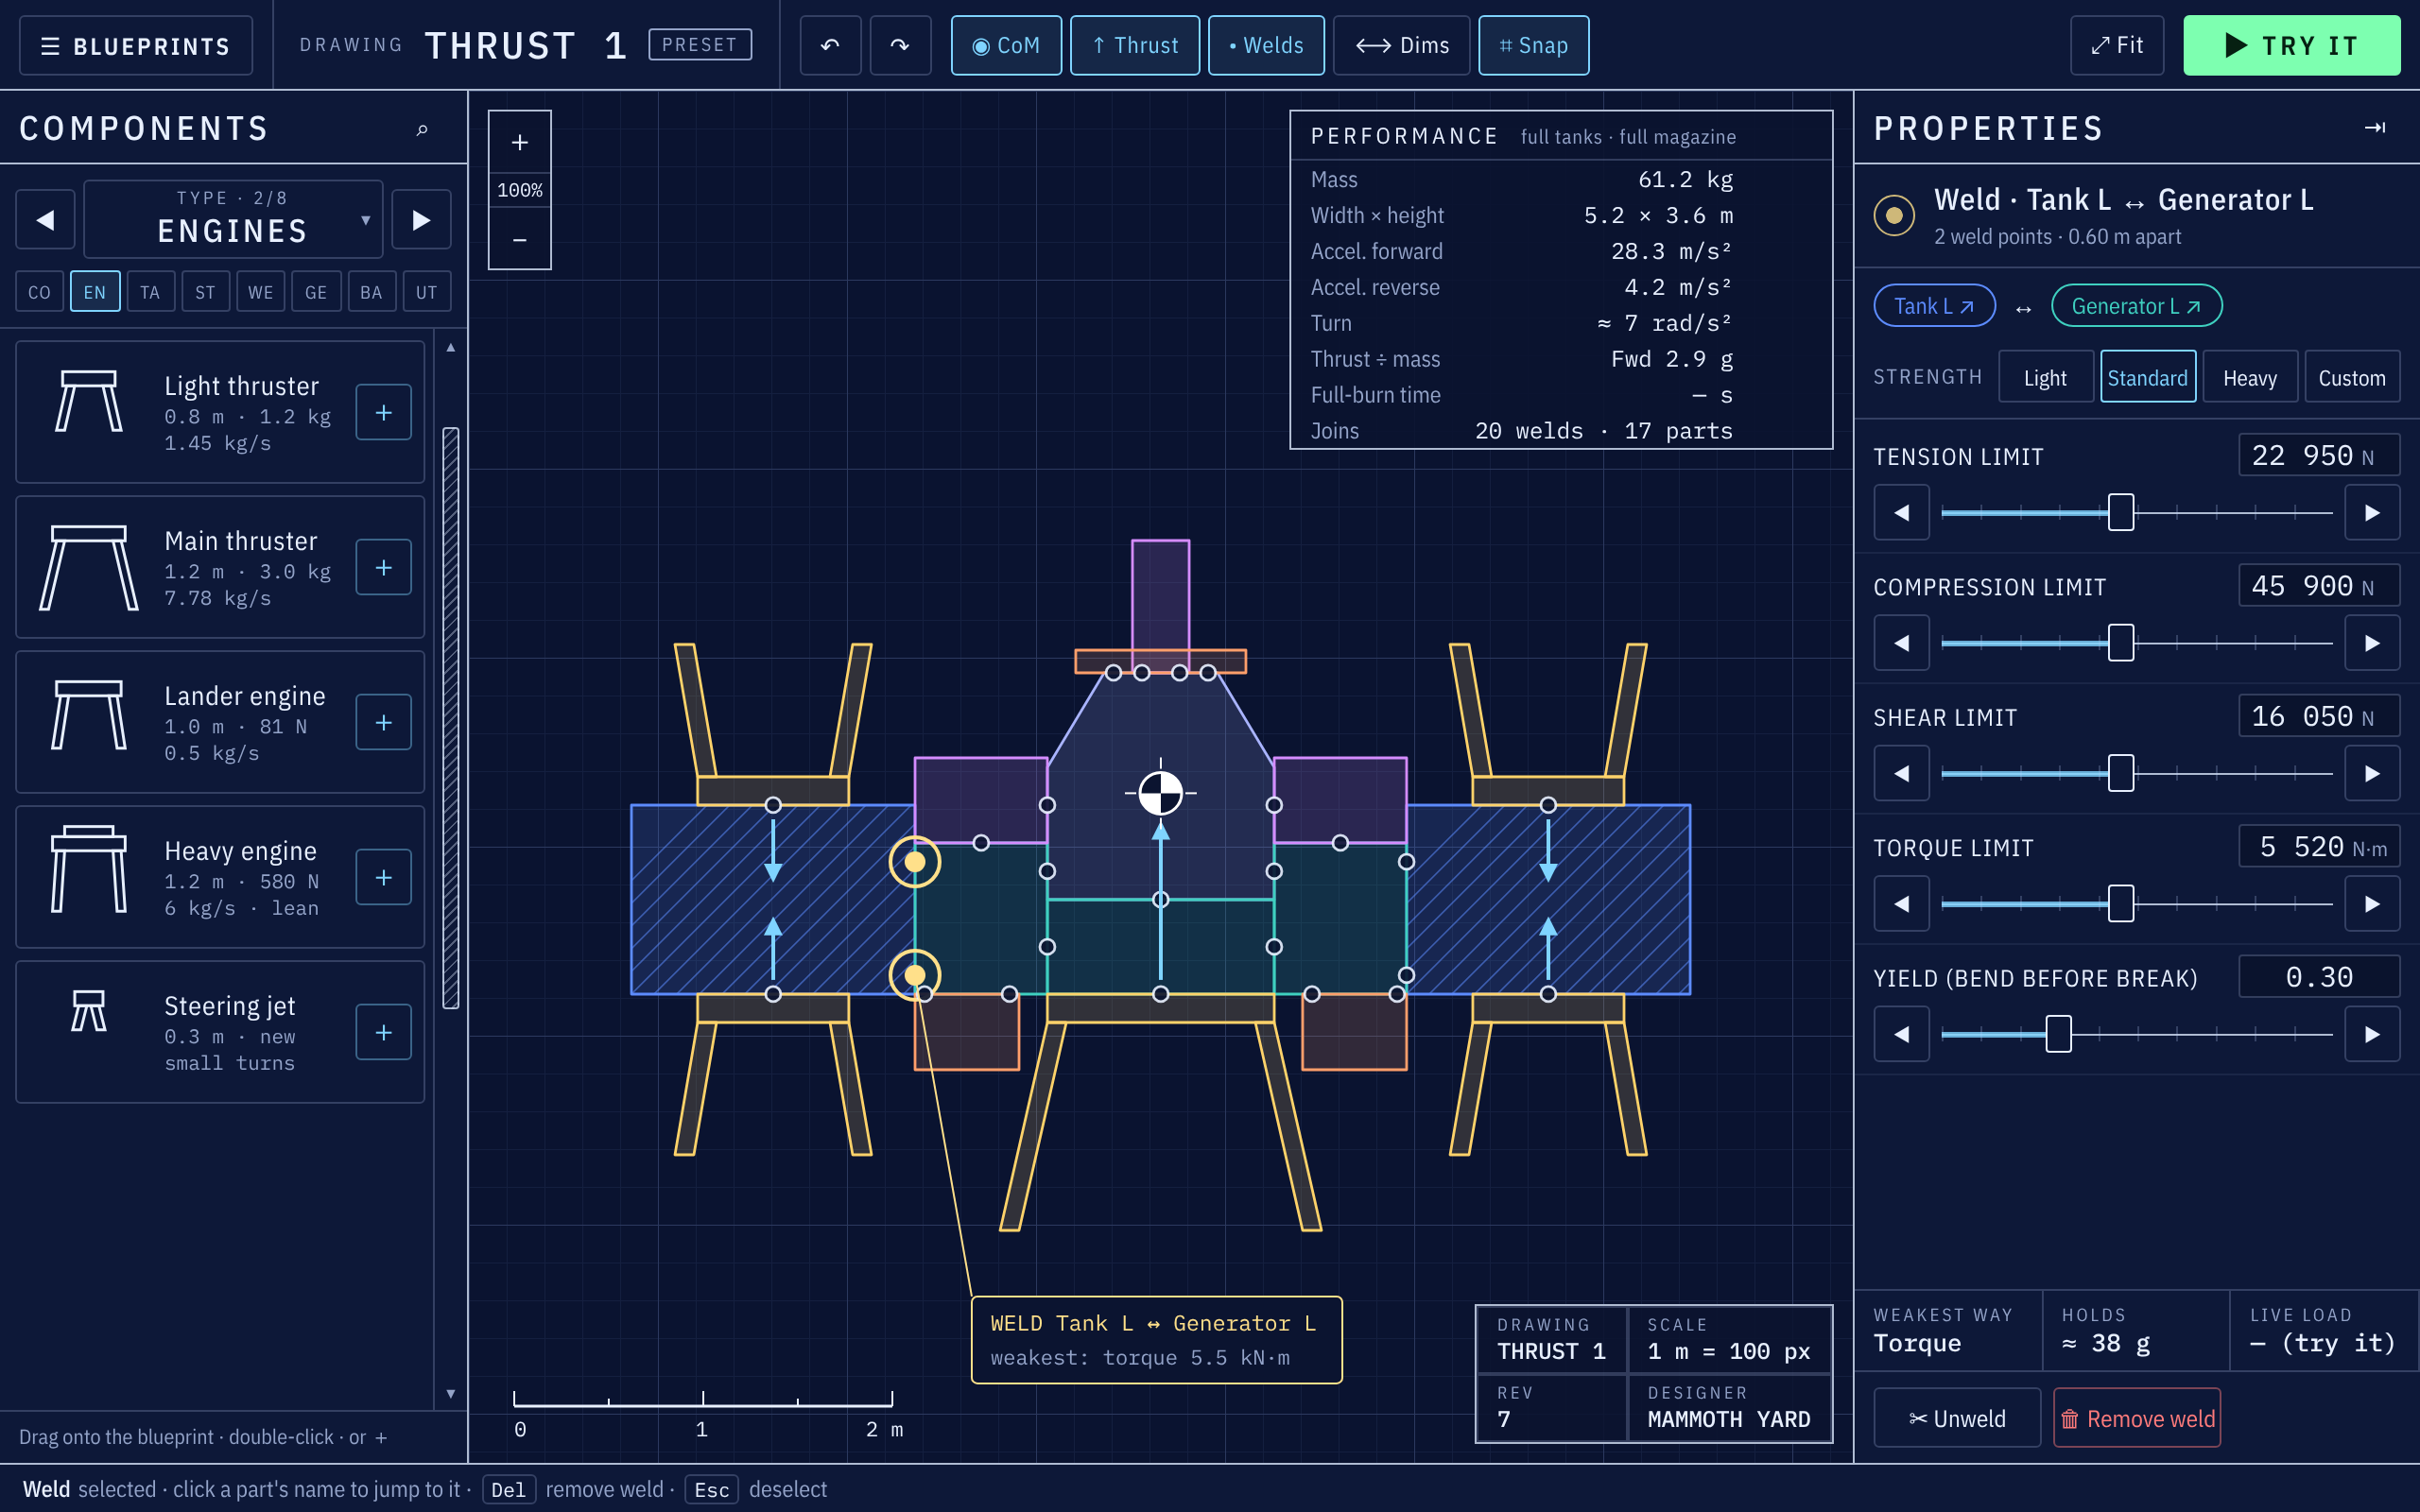 ☰ BLUEPRINTS
DRAWING THRUST 1 PRESET
↶ ↷ ◉ CoM ↑ Thrust • Welds ⟷ Dims ⌗ Snap
⤢ Fit ▶ TRY IT
COMPONENTS
TYPE · 2/8
ENGINES
CO EN TA ST WE GE BA UT
Light thruster
0.8 m · 1.2 kg
1.45 kg/s
+
Main thruster
1.2 m · 3.0 kg
7.78 kg/s
+
Lander engine
1.0 m · 81 N
0.5 kg/s
+
Heavy engine
1.2 m · 580 N
6 kg/s · lean
+
Steering jet
0.3 m · new
small turns
+
Drag onto the blueprint · double-click · or +
+
100%
−
PERFORMANCE full tanks · full magazine
Mass 61.2 kg
Width × height 5.2 × 3.6 m
Accel. forward 28.3 m/s²
Accel. reverse 4.2 m/s²
Turn ≈ 7 rad/s²
Thrust ÷ mass Fwd 2.9 g
Full-burn time — s
Joins 20 welds · 17 parts
WELD Tank L ↔ Generator L
weakest: torque 5.5 kN·m
0 1 2 m
DRAWING
THRUST 1
SCALE
1 m = 100 px
REV
7
DESIGNER
MAMMOTH YARD
PROPERTIES ⇥
Weld · Tank L ↔ Generator L
2 weld points · 0.60 m apart
Tank L ↗ ↔ Generator L ↗
STRENGTH Light Standard Heavy Custom
TENSION LIMIT 22 950 N
COMPRESSION LIMIT 45 900 N
SHEAR LIMIT 16 050 N
TORQUE LIMIT 5 520 N·m
YIELD (BEND BEFORE BREAK) 0.30
WEAKEST WAY
Torque
HOLDS
≈ 38 g
LIVE LOAD
— (try it)
✂ Unweld 🗑 Remove weld
Weld selected · click a part's name to jump to it · Del remove weld · Esc deselect